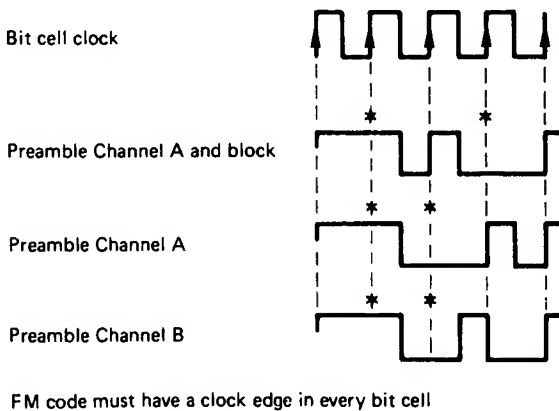 Bit cell clock
Preamble Channel A and block
Preamble Channel A
Preamble Channel B
FM code must have a clock edge in every bit cell